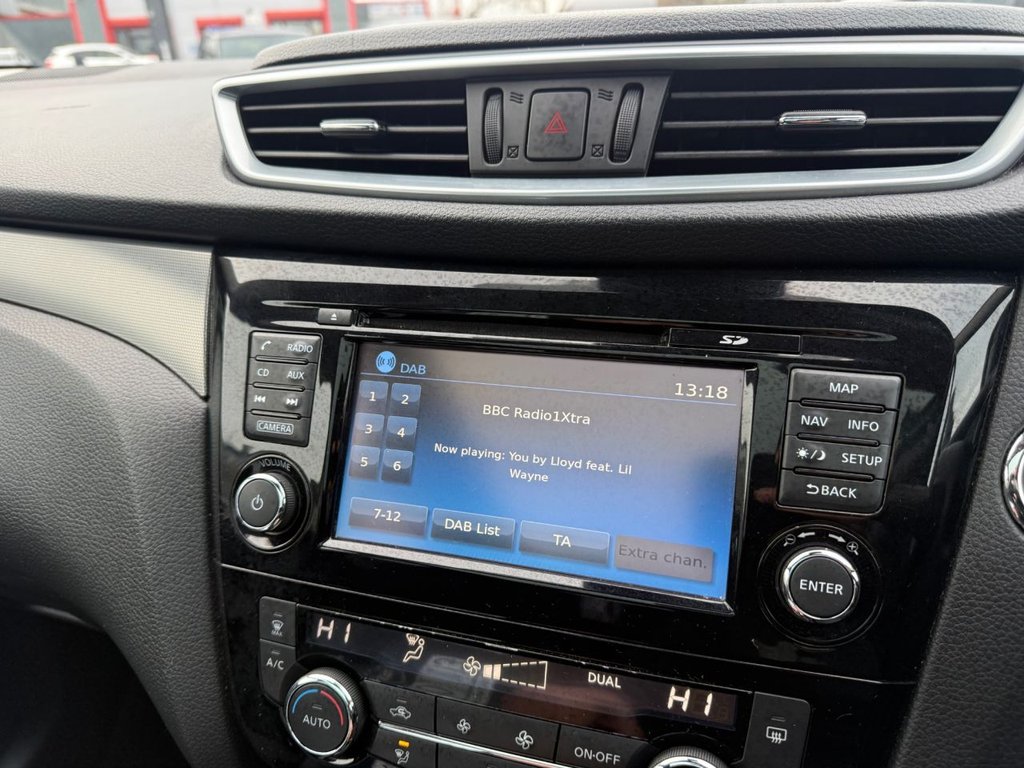 RADIO
CD AUX
CAMERA
VOLUME
DAB
13:18
1 2
3 4
5 6
BBC Radio1Xtra
Now playing: You by Lloyd feat. Lil
Wayne
7-12 DAB List TA Extra chan.
SD
MAP
NAV INFO
SETUP
BACK
ENTER
MAX
A/C
HI
DUAL
HI
AUTO
ON·OFF